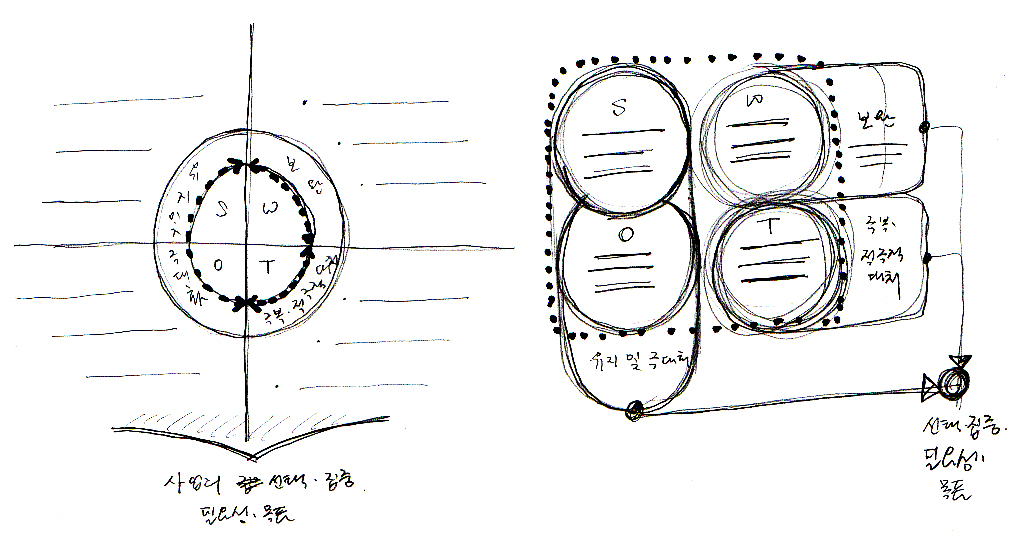 유지 및 극대화
보완
S
W
O
T
극복·적극적 대처
사업의 선택·집중
필요성·목표
S
W
보완
O
T
극복·
적극적
대처
유지 및 극대화
선택·집중·
필요성·
목표